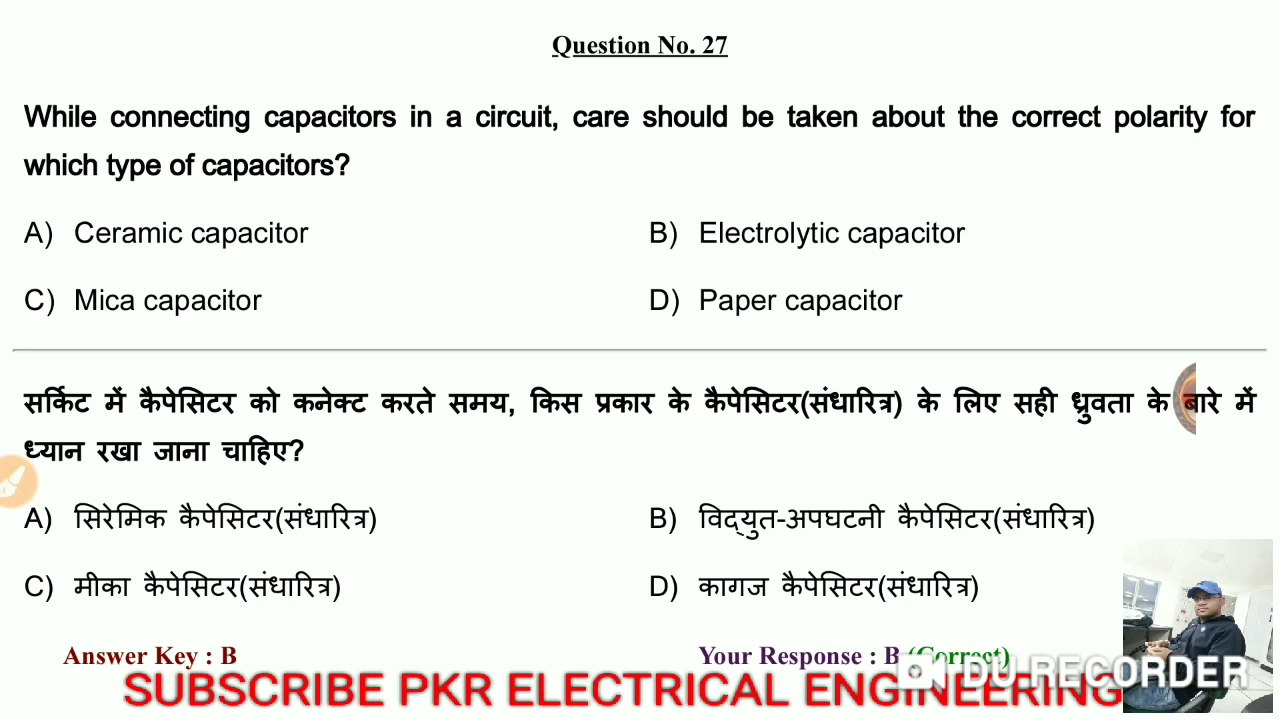 Question No. 27
While connecting capacitors in a circuit, care should be taken about the correct polarity for
which type of capacitors?
A) Ceramic capacitor B) Electrolytic capacitor
C) Mica capacitor D) Paper capacitor
सर्किट में कैपेसिटर को कनेक्ट करते समय, किस प्रकार के कैपेसिटर(संधारित्र) के लिए सही ध्रुवता के बारे में
ध्यान रखा जाना चाहिए?
A) सिरेमिक कैपेसिटर(संधारित्र) B) विद्युत-अपघटनी कैपेसिटर(संधारित्र)
C) मीका कैपेसिटर(संधारित्र) D) कागज कैपेसिटर(संधारित्र)
Answer Key : B Your Response : B (Correct)
SUBSCRIBE PKR ELECTRICAL ENGINEERING
DU RECORDER